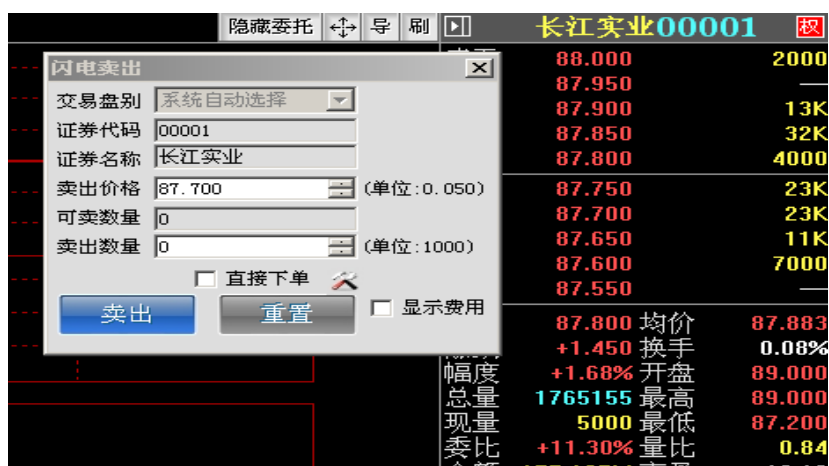 隐藏委托 导 刷 长江实业00001 权
闪电卖出
交易盘别 系统自动选择
证券代码 00001
证券名称 长江实业
卖出价格 87.700 (单位:0.050)
可卖数量 0
卖出数量 0 (单位:1000)
直接下单
卖出 重置 显示费用
88.000 2000
87.950 —
87.900 13K
87.850 32K
87.800 4000
87.750 23K
87.700 23K
87.650 11K
87.600 7000
87.550 —
87.800 均价 87.883
+1.450 换手 0.08%
幅度 +1.68% 开盘 89.000
总量 1765155 最高 89.000
现量 5000 最低 87.200
委比 +11.30% 量比 0.84